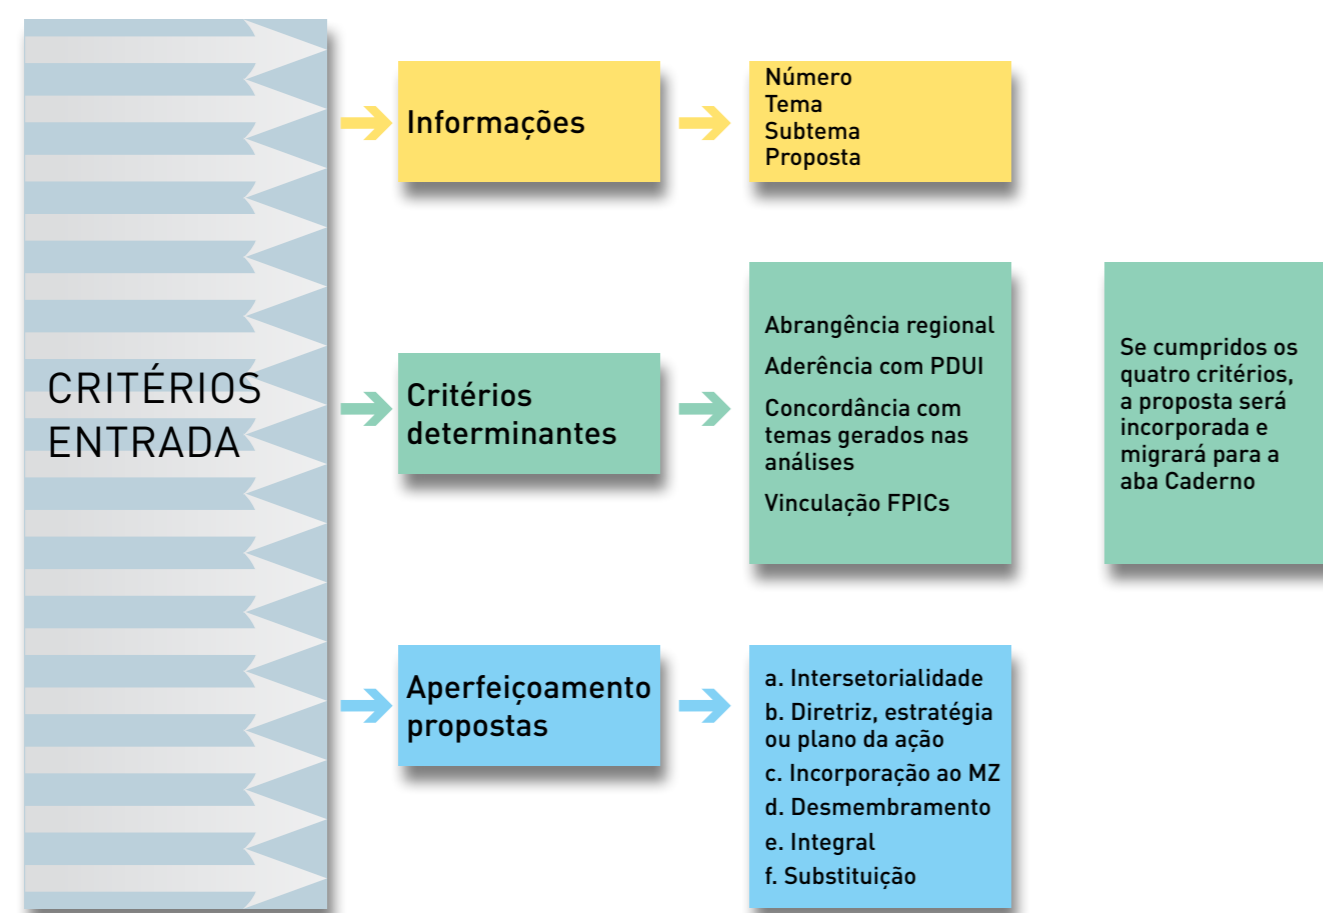 CRITÉRIOS
ENTRADA
Informações
Número
Tema
Subtema
Proposta
Critérios
determinantes
Abrangência regional
Aderência com PDUI
Concordância com
temas gerados nas
análises
Vinculação FPICs
Se cumpridos os
quatro critérios,
a proposta será
incorporada e
migrará para a
aba Caderno
Aperfeiçoamento
propostas
a. Intersetorialidade
b. Diretriz, estratégia
ou plano da ação
c. Incorporação ao MZ
d. Desmembramento
e. Integral
f. Substituição